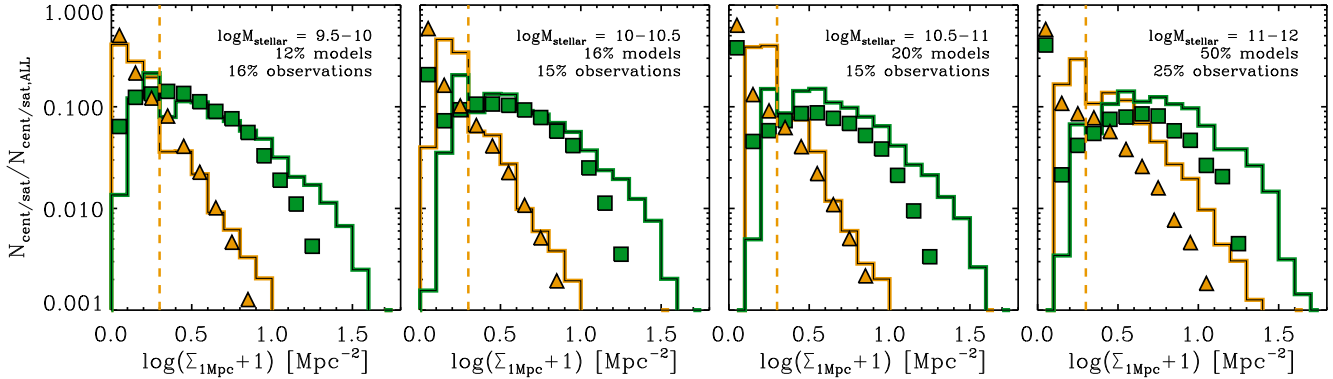 1.000
0.100
0.010
0.001
N_cent/sat/N_cent/sat,ALL
logM_stellar = 9.5−10
12% models
16% observations
logM_stellar = 10−10.5
16% models
15% observations
logM_stellar = 10.5−11
20% models
15% observations
logM_stellar = 11−12
50% models
25% observations
0.0 0.5 1.0 1.5
0.0 0.5 1.0 1.5
0.0 0.5 1.0 1.5
0.0 0.5 1.0 1.5
log(Σ_1Mpc+1) [Mpc⁻²]
log(Σ_1Mpc+1) [Mpc⁻²]
log(Σ_1Mpc+1) [Mpc⁻²]
log(Σ_1Mpc+1) [Mpc⁻²]